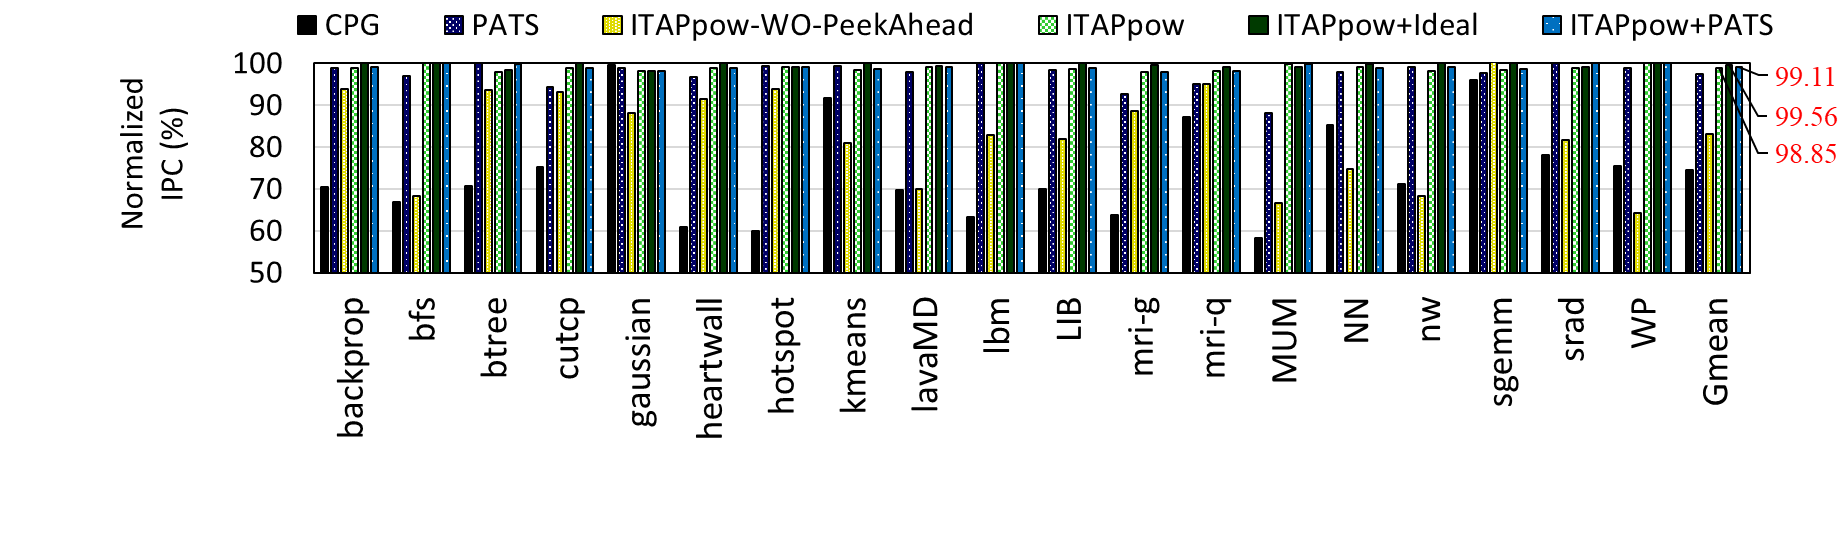 CPG PATS ITAPpow-WO-PeekAhead ITAPpow ITAPpow+Ideal ITAPpow+PATS
Normalized
IPC (%)
100
90
80
70
60
50
99.11
99.56
98.85
backprop
bfs
btree
cutcp
gaussian
heartwall
hotspot
kmeans
lavaMD
lbm
LIB
mri-g
mri-q
MUM
NN
nw
sgemm
srad
WP
Gmean